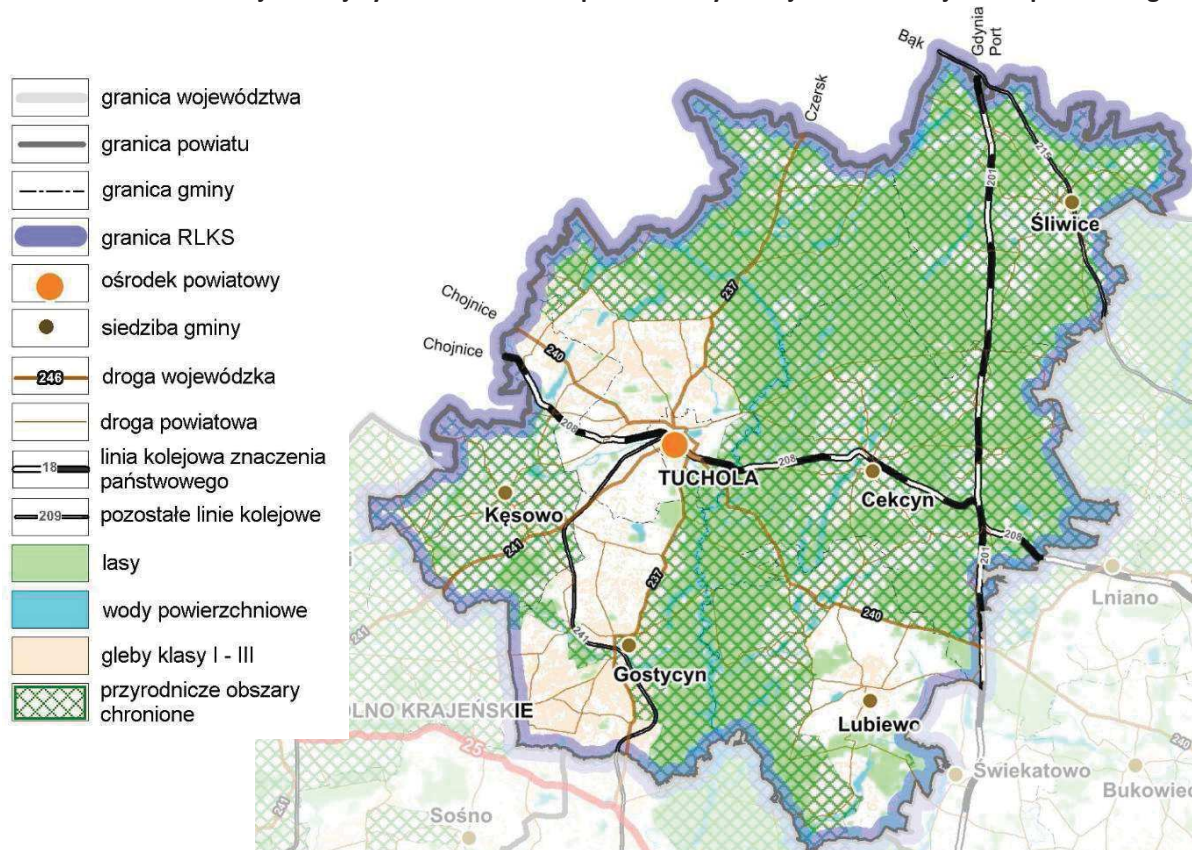 granica województwa
granica powiatu
granica gminy
granica RLKS
ośrodek powiatowy
siedziba gminy
246
droga wojewódzka
droga powiatowa
18
linia kolejowa znaczenia
państwowego
209
pozostałe linie kolejowe
lasy
wody powierzchniowe
gleby klasy I - III
przyrodnicze obszary
chronione
Bąk
Gdynia
Port
Czersk
215
201
Śliwice
237
Chojnice
Chojnice
240
208
TUCHOLA
208
Cekcyn
Kęsowo
241
237
208
201
Lniano
240
241
241
Gostycyn
Lubiewo
OLNO KRAJEŃSKIE
25
Świekatowo
240
Bukowiec
241
Sośno